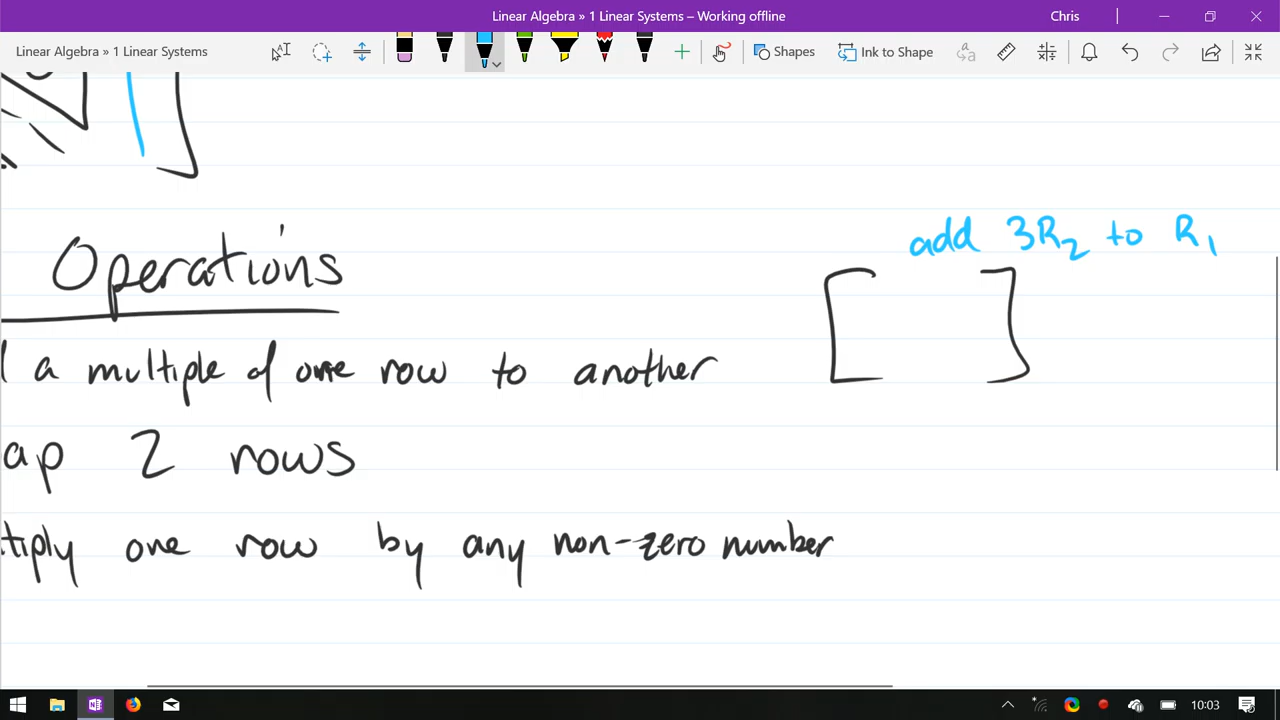 Linear Algebra » 1 Linear Systems – Working offline
Chris
Linear Algebra » 1 Linear Systems
Shapes
Ink to Shape
add 3R₂ to R₁
Operations
a multiple of one row to another
ap 2 rows
tiply one row by any non-zero number
10:03